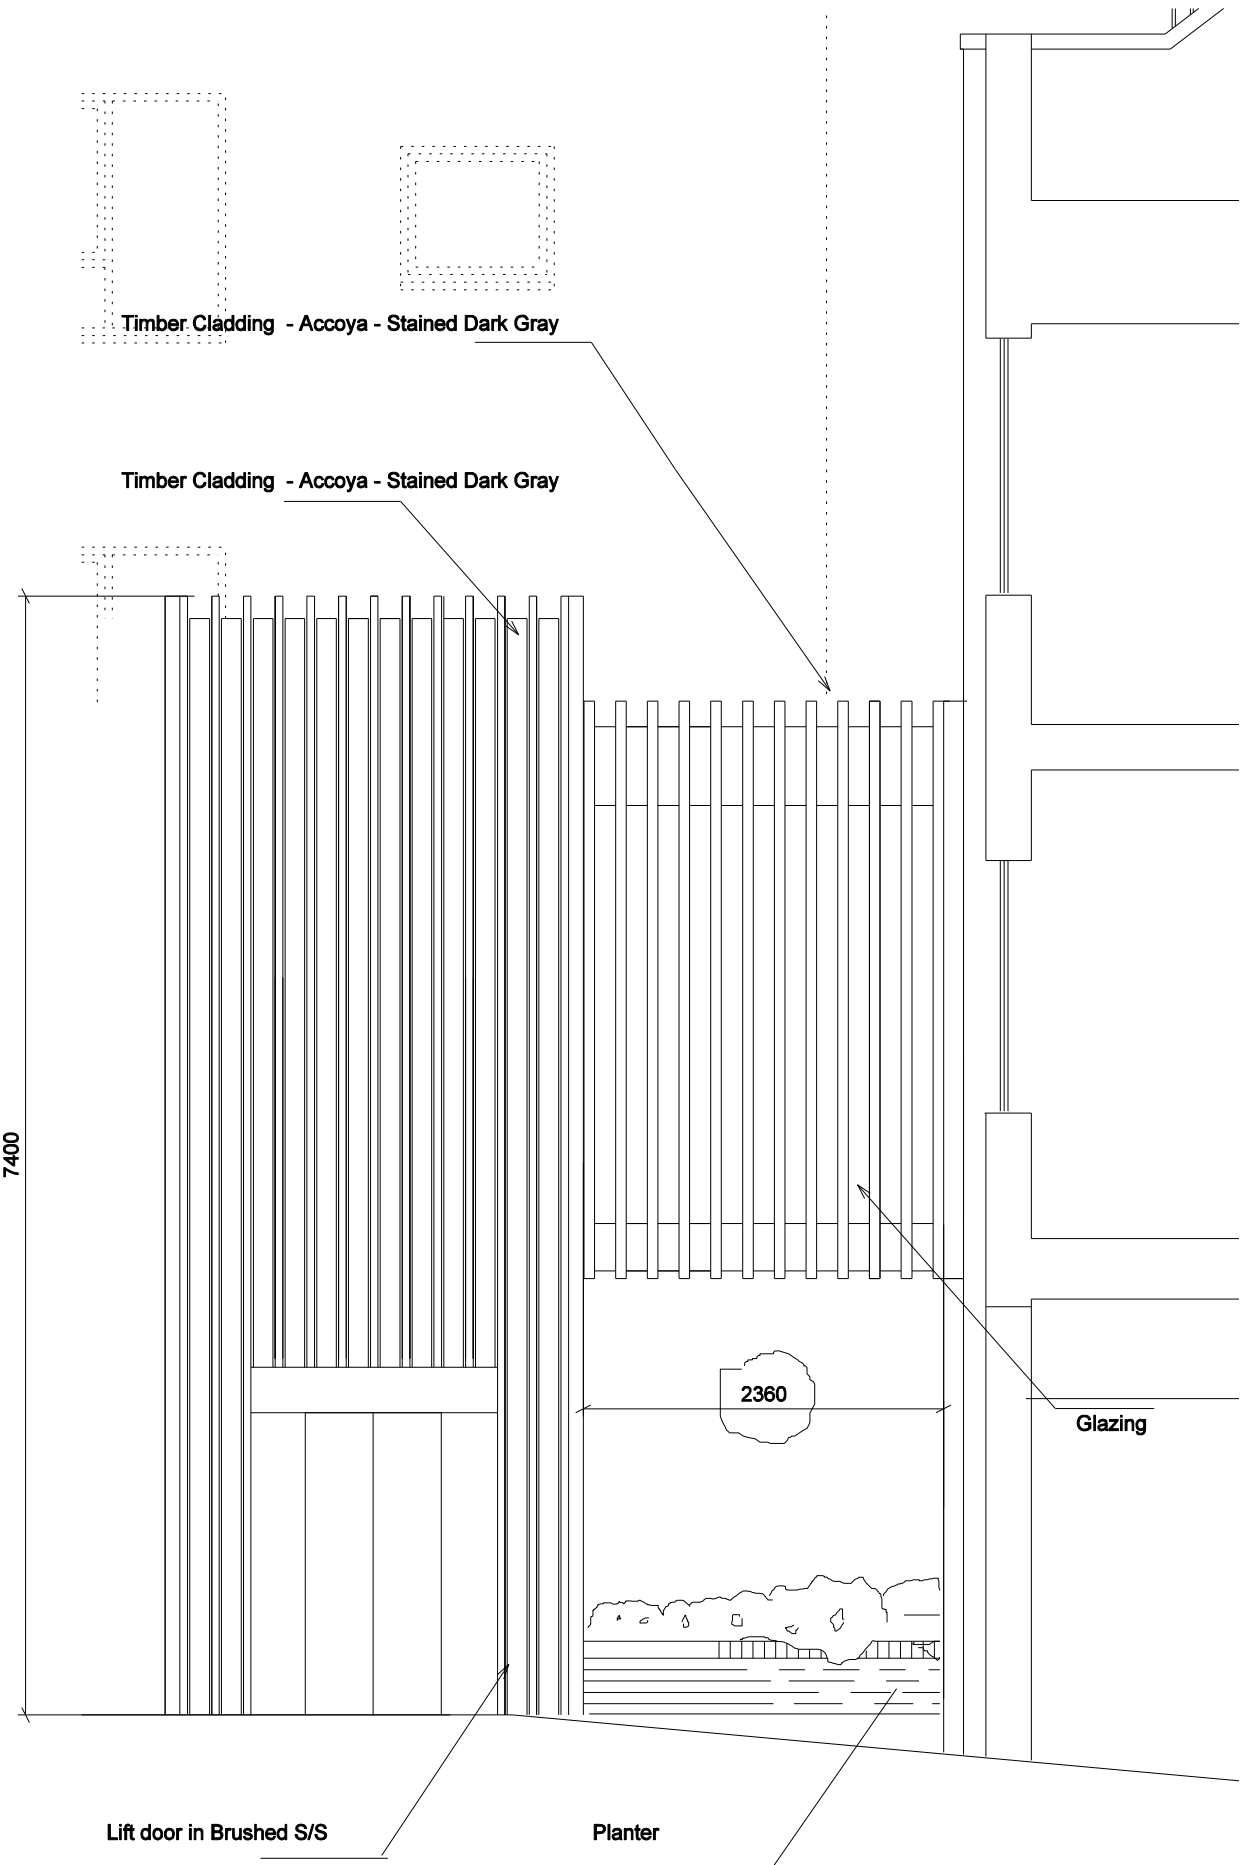 Timber Cladding - Accoya - Stained Dark Gray
Timber Cladding - Accoya - Stained Dark Gray
7400
2360
Glazing
Lift door in Brushed S/S
Planter